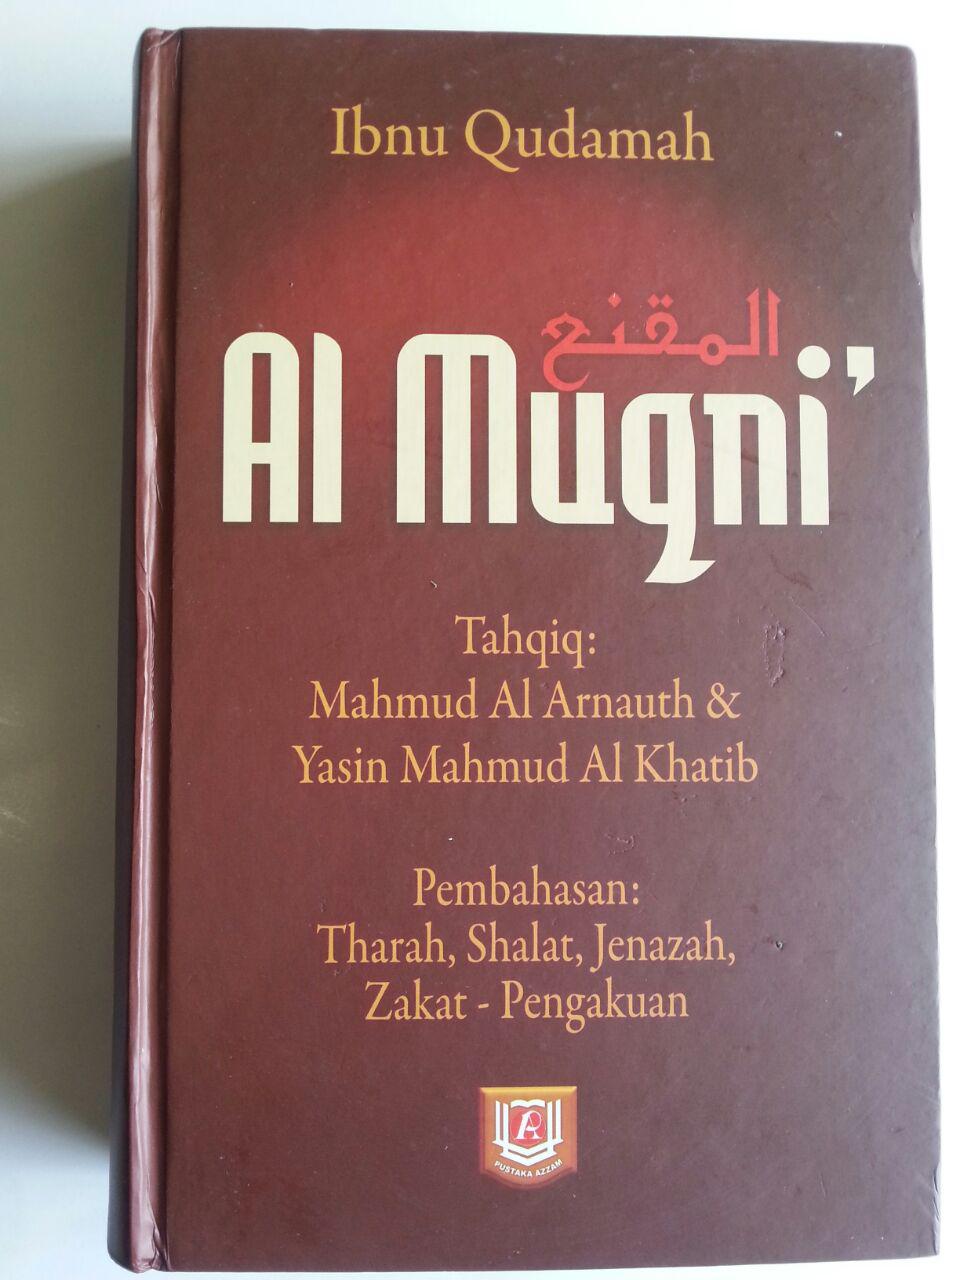 Ibnu Qudamah
المقنع
Al Muqni’
Tahqiq:
Mahmud Al Arnauth &
Yasin Mahmud Al Khatib
Pembahasan:
Tharah, Shalat, Jenazah,
Zakat - Pengakuan
PA
PUSTAKA AZZAM